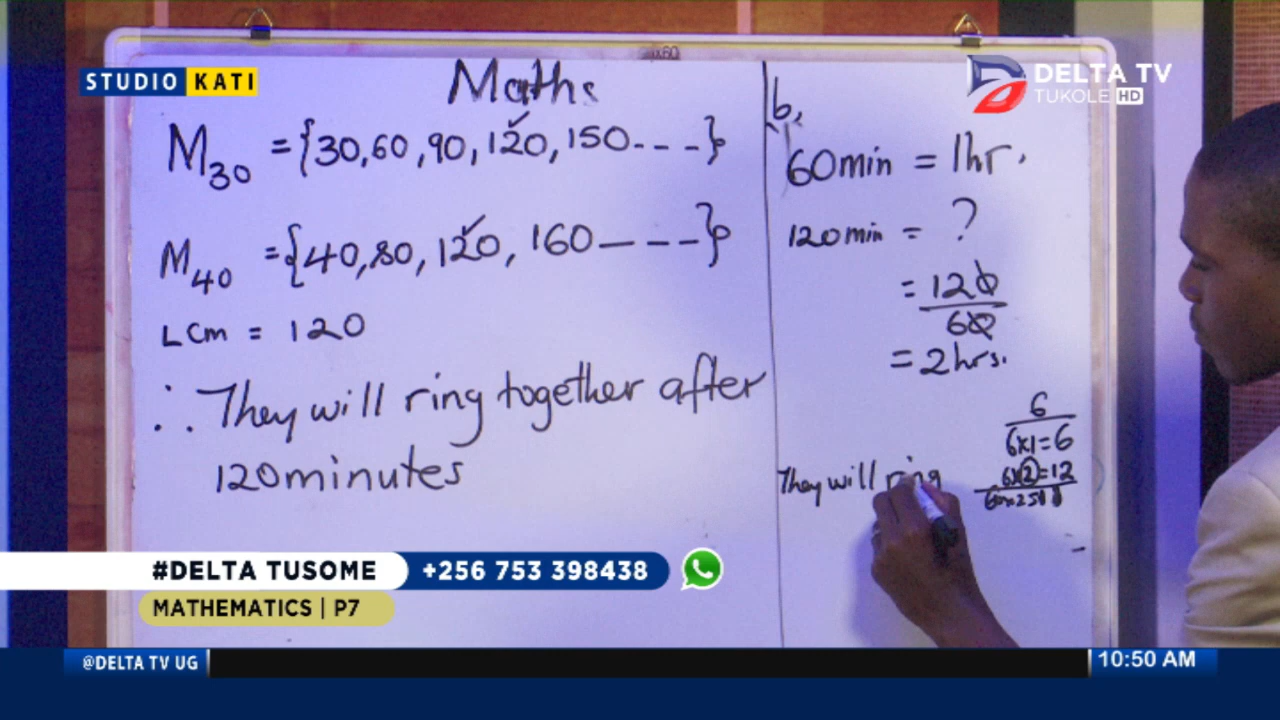 STUDIO KATI
DELTA TV
TUKOLE HD
Maths
M30 = {30,60,90,120,150---}
M40 = {40,80,120,160---}
LCm = 120
∴ They will ring together after
120minutes
b,
60min = 1hr.
120min = ?
= 120
60
= 2hrs.
6
6x1=6
6x2=12
They will ring
#DELTA TUSOME
+256 753 398438
MATHEMATICS | P7
@DELTA TV UG
10:50 AM